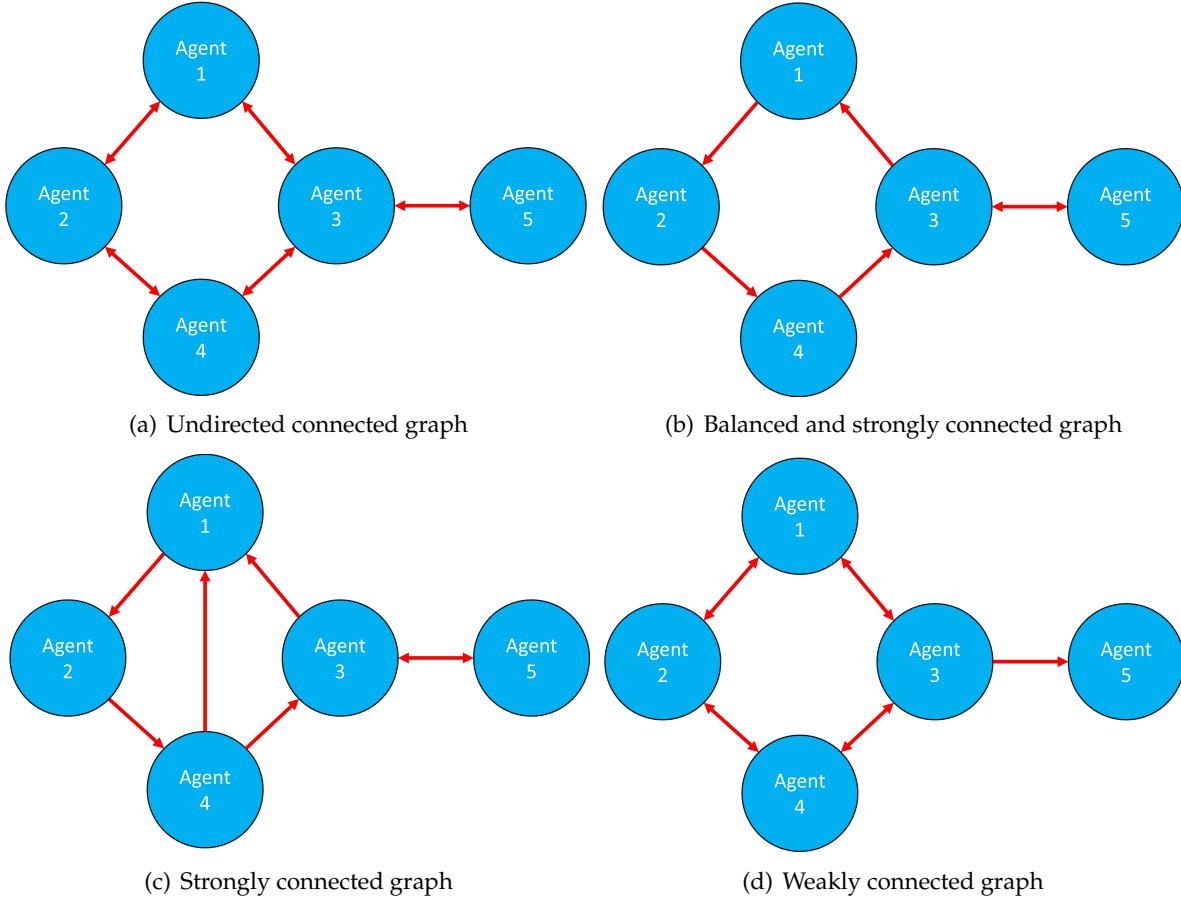 Agent
1
Agent
2
Agent
3
Agent
5
Agent
4
(a) Undirected connected graph
Agent
1
Agent
2
Agent
3
Agent
5
Agent
4
(b) Balanced and strongly connected graph
Agent
1
Agent
2
Agent
3
Agent
5
Agent
4
(c) Strongly connected graph
Agent
1
Agent
2
Agent
3
Agent
5
Agent
4
(d) Weakly connected graph